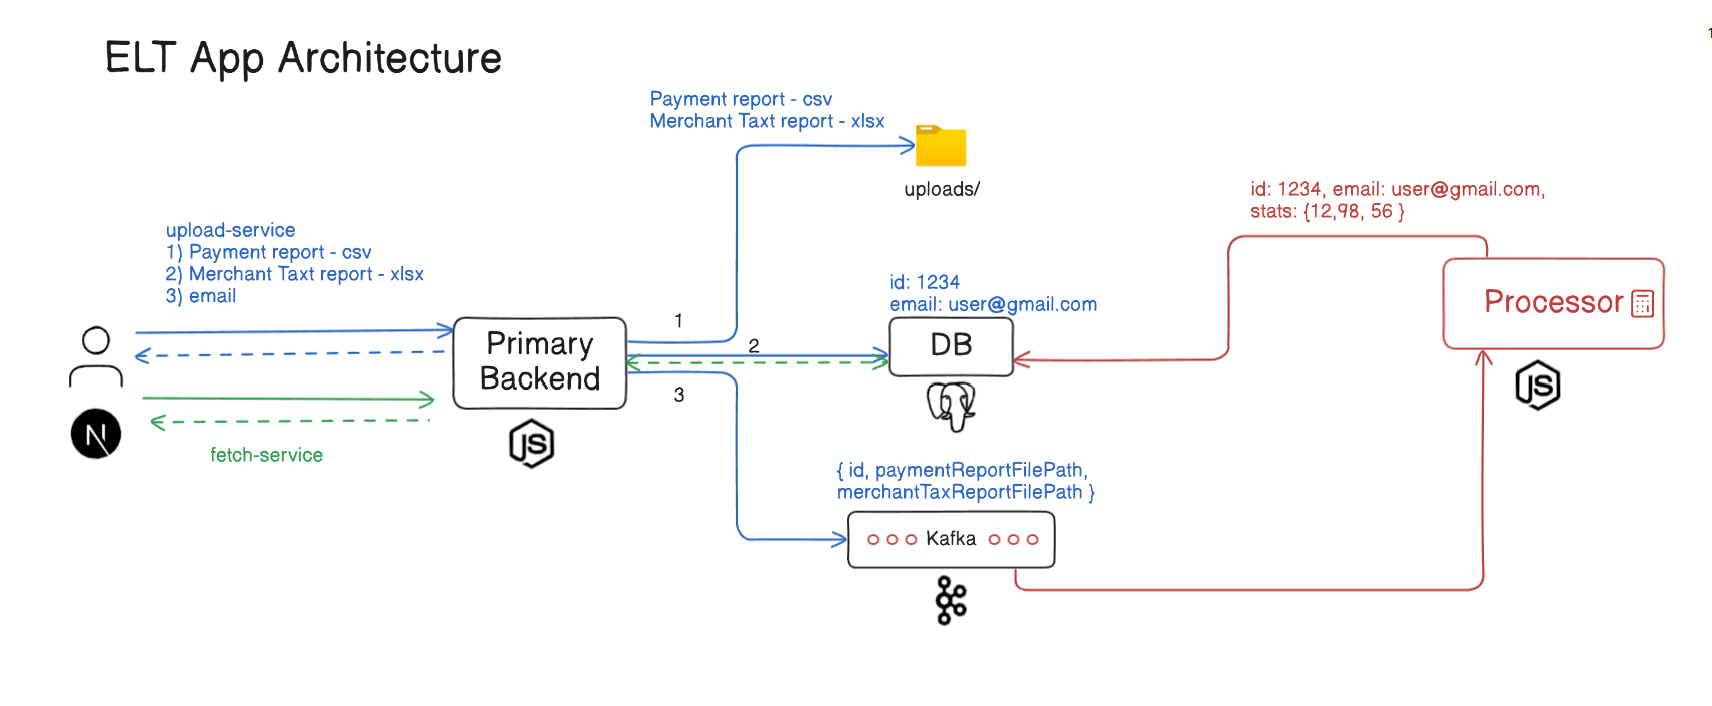 ELT App Architecture
1
Payment report - csv
Merchant Taxt report - xlsx
uploads/
id: 1234, email: user@gmail.com,
stats: {12,98, 56 }
upload-service
1) Payment report - csv
2) Merchant Taxt report - xlsx
3) email
id: 1234
email: user@gmail.com
Processor
1
Primary
Backend
2
DB
3
JS
JS
N
fetch-service
{ id, paymentReportFilePath,
merchantTaxReportFilePath }
Kafka